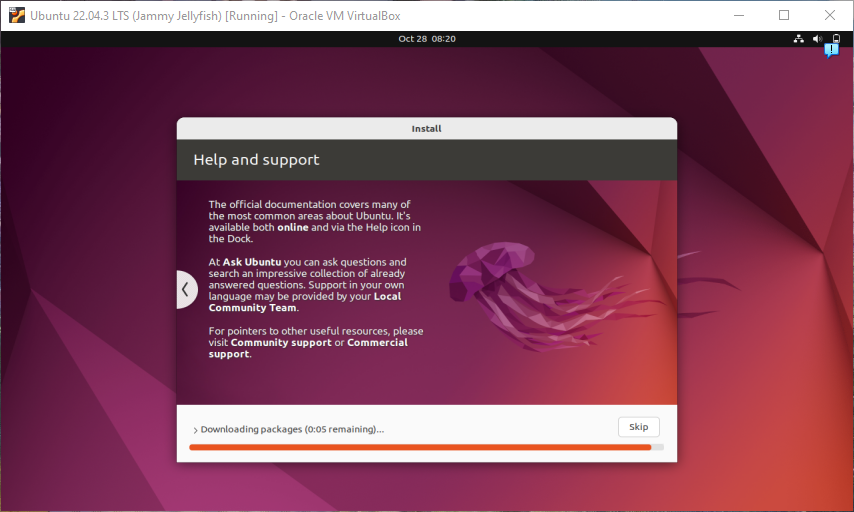 Ubuntu 22.04.3 LTS (Jammy Jellyfish) [Running] - Oracle VM VirtualBox
Oct 28 08:20
Install
Help and support
The official documentation covers many of
the most common areas about Ubuntu. It's
available both online and via the Help icon in
the Dock.
At Ask Ubuntu you can ask questions and
search an impressive collection of already
answered questions. Support in your own
language may be provided by your Local
Community Team.
For pointers to other useful resources, please
visit Community support or Commercial
support.
Downloading packages (0:05 remaining)...
Skip